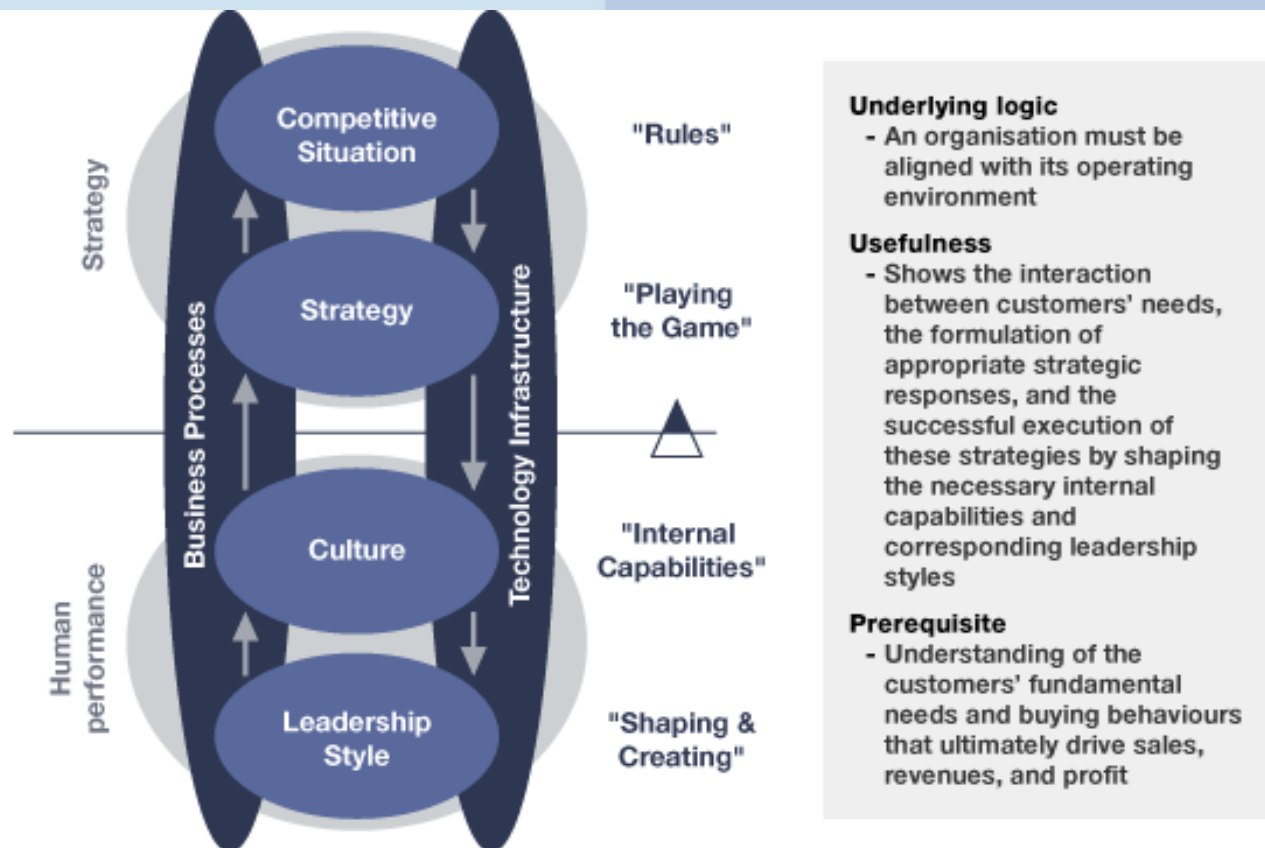 Strategy
Human
performance
Business Processes
Technology Infrastructure
Competitive
Situation
Strategy
Culture
Leadership
Style
"Rules"
"Playing
the Game"
"Internal
Capabilities"
"Shaping &
Creating"
Underlying logic
- An organisation must be
aligned with its operating
environment
Usefulness
- Shows the interaction
between customers' needs,
the formulation of
appropriate strategic
responses, and the
successful execution of
these strategies by shaping
the necessary internal
capabilities and
corresponding leadership
styles
Prerequisite
- Understanding of the
customers' fundamental
needs and buying behaviours
that ultimately drive sales,
revenues, and profit